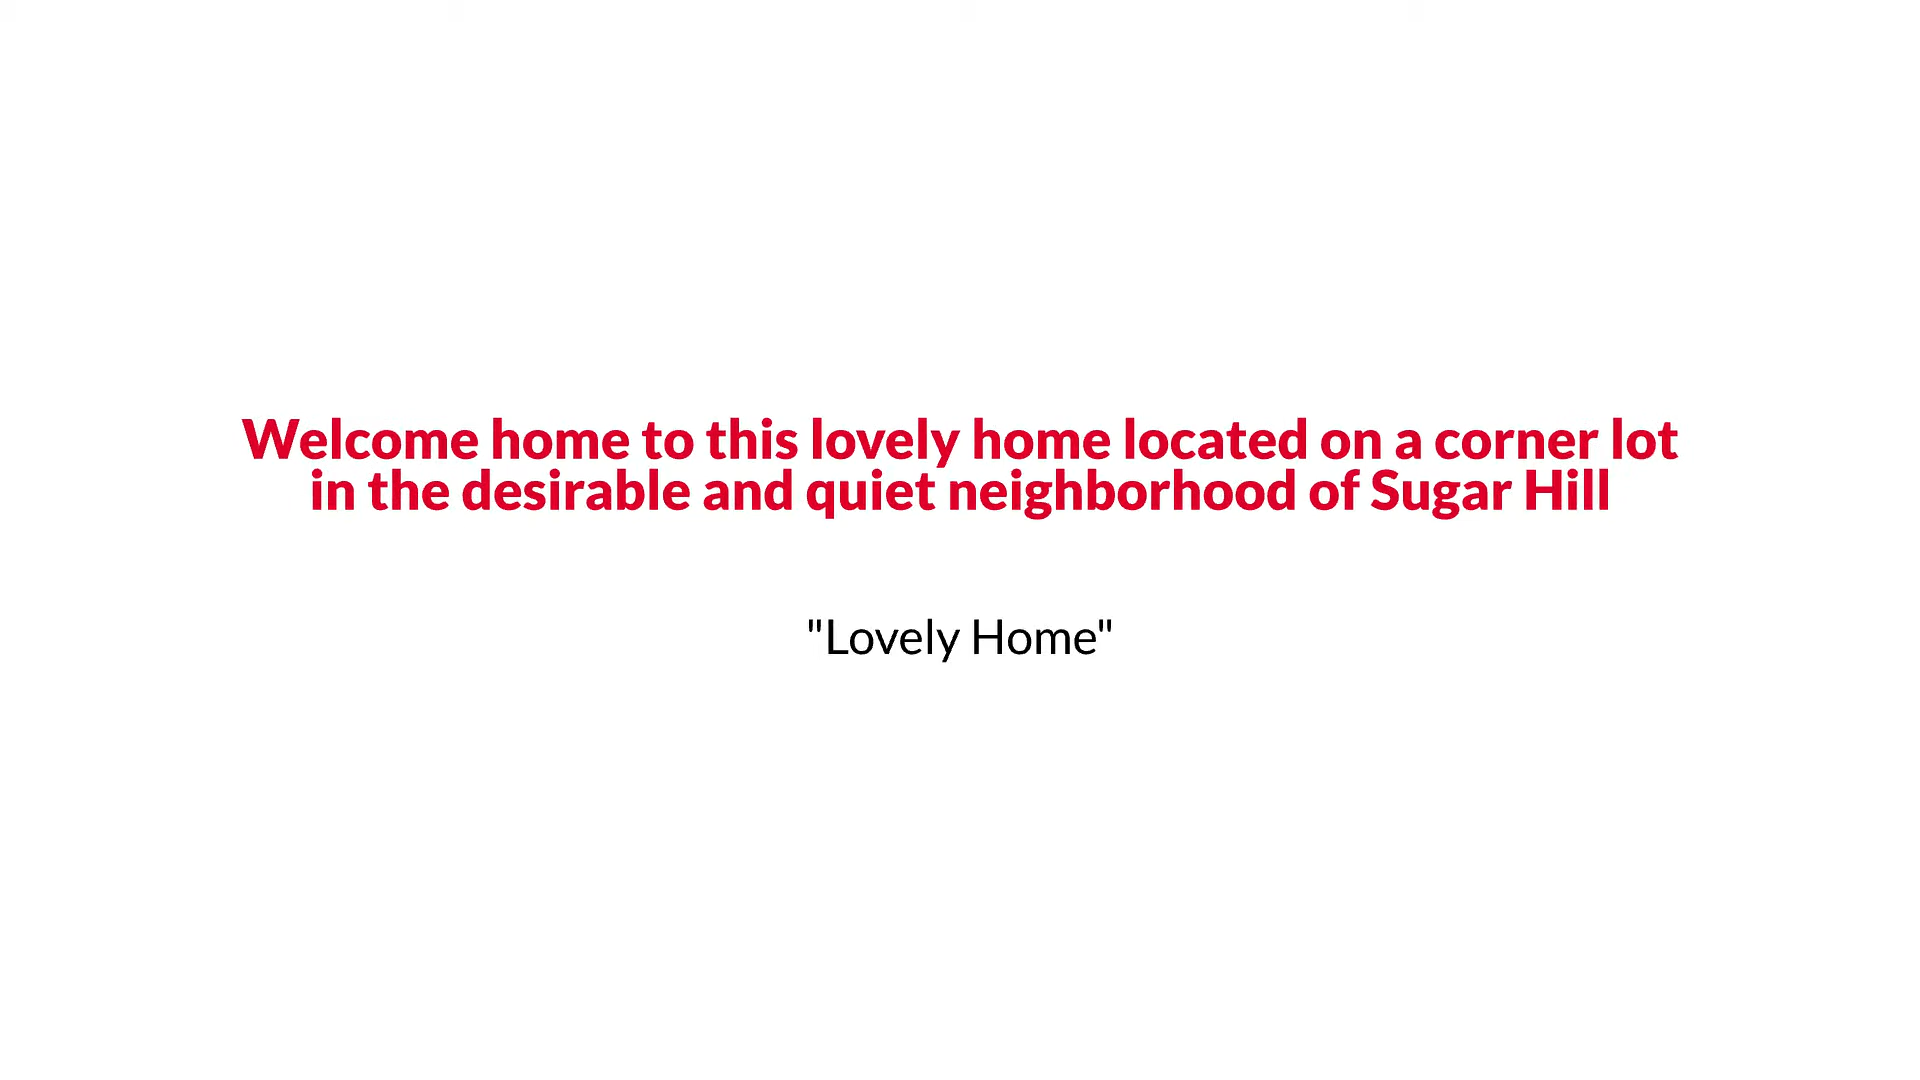 Welcome home to this lovely home located on a corner lot
in the desirable and quiet neighborhood of Sugar Hill
"Lovely Home"